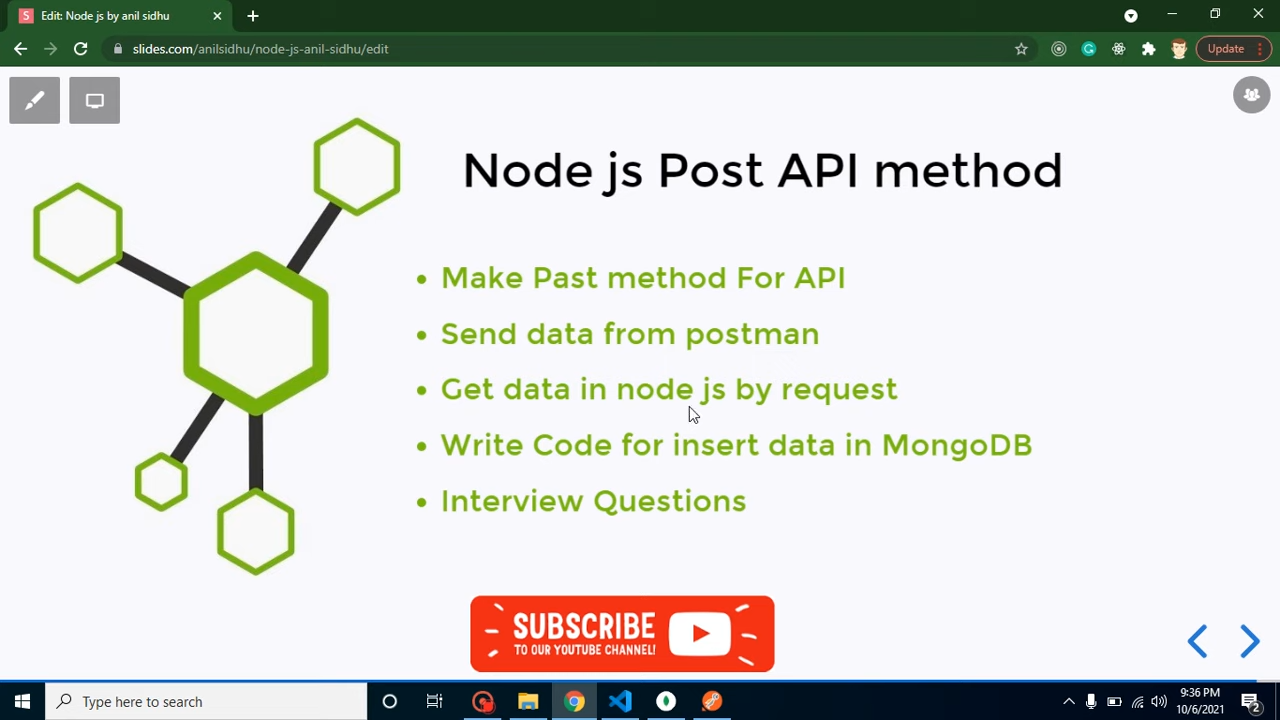 Edit: Node js by anil sidhu
slides.com/anilsidhu/node-js-anil-sidhu/edit
Update
Node js Post API method
Make Past method For API
Send data from postman
Get data in node js by request
Write Code for insert data in MongoDB
Interview Questions
SUBSCRIBE
TO OUR YOUTUBE CHANNEL!
Type here to search
9:36 PM
10/6/2021
2